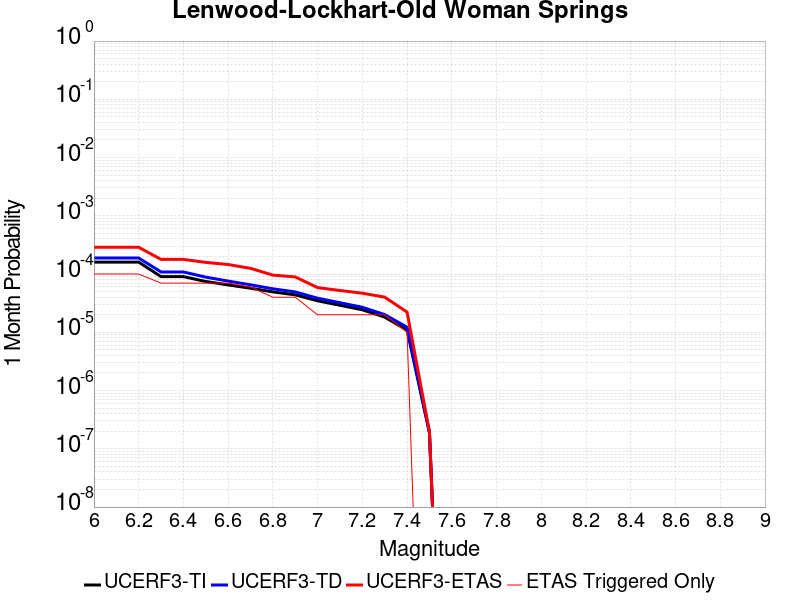 Lenwood-Lockhart-Old Woman Springs
1 Month Probability
10^0
10^-1
10^-2
10^-3
10^-4
10^-5
10^-6
10^-7
10^-8
6 6.2 6.4 6.6 6.8 7 7.2 7.4 7.6 7.8 8 8.2 8.4 8.6 8.8 9
Magnitude
UCERF3-TI UCERF3-TD UCERF3-ETAS ETAS Triggered Only